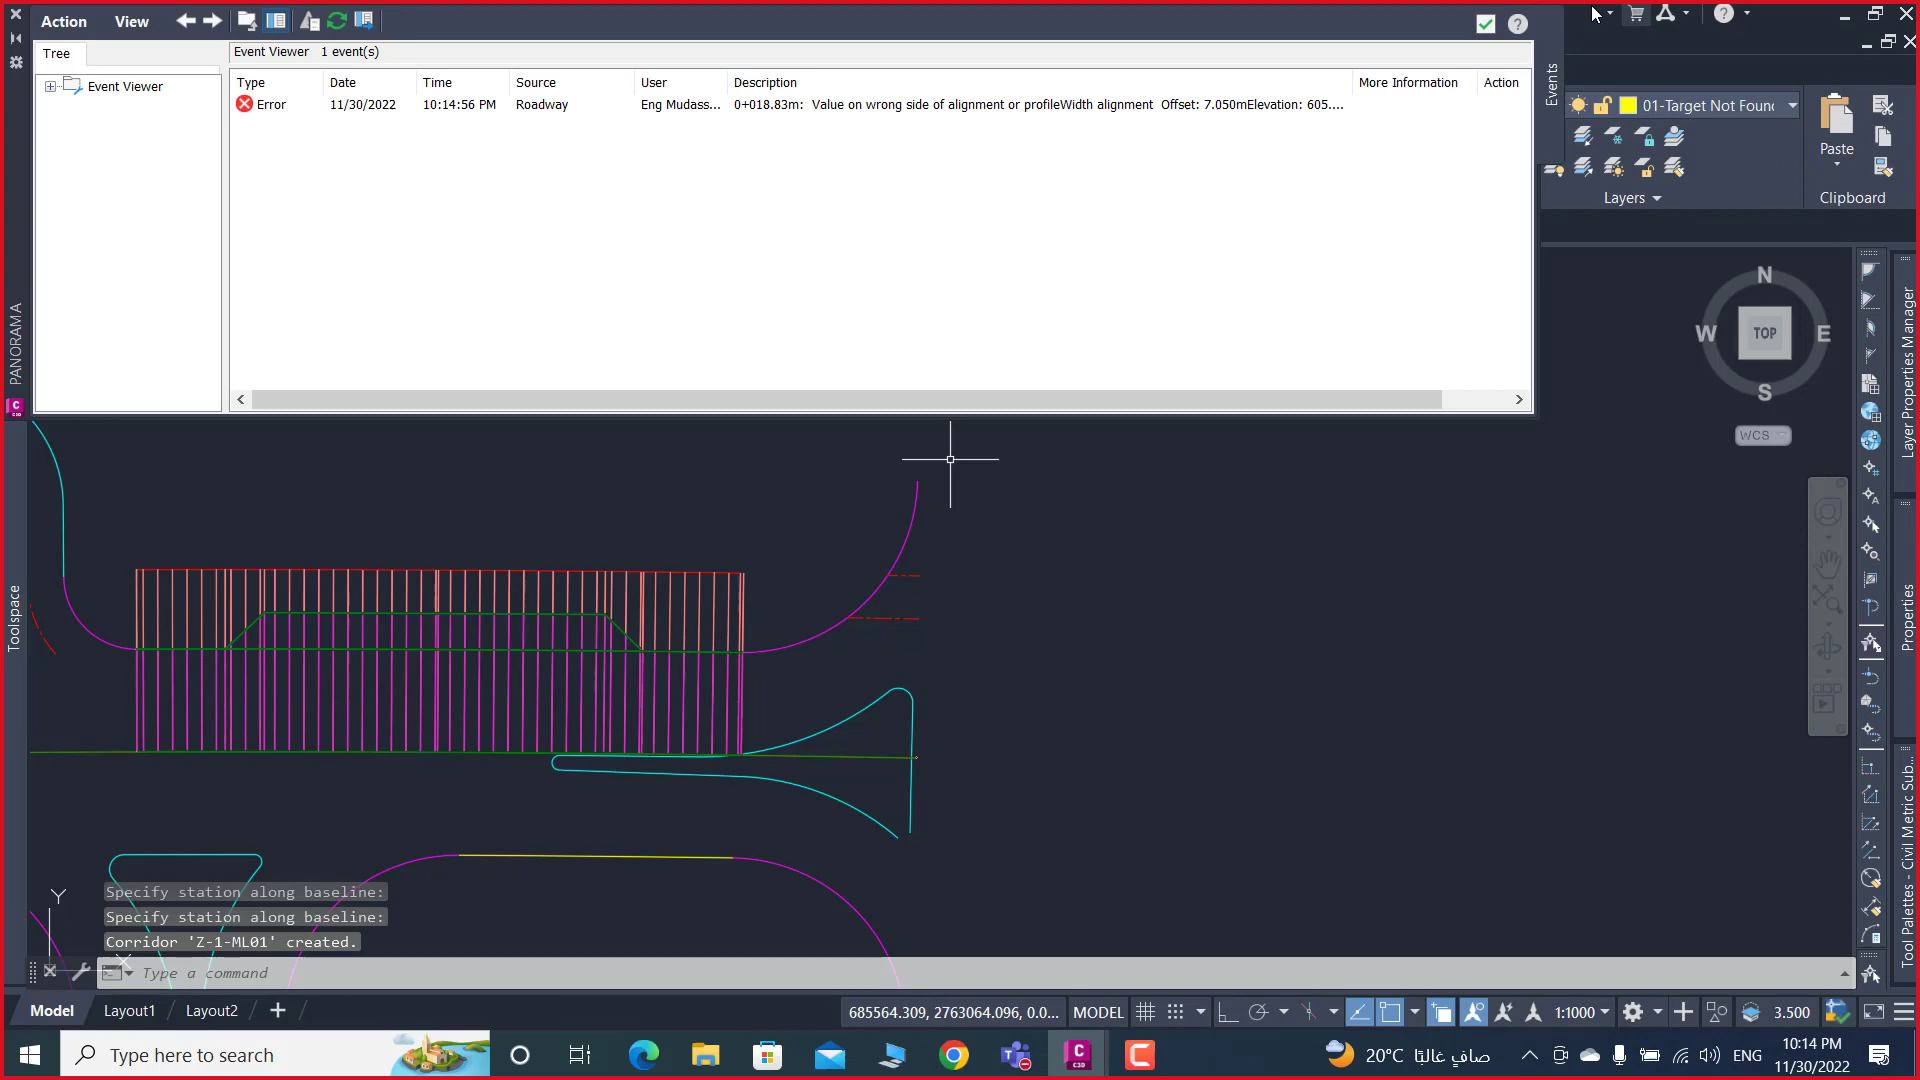 Action View
Event Viewer 1 event(s)
Tree
Event Viewer
Type Date Time Source User Description More Information Action
Error 11/30/2022 10:14:56 PM Roadway Eng Mudass... 0+018.83m: Value on wrong side of alignment or profileWidth alignment Offset: 7.050mElevation: 605....
Events
PANORAMA
01-Target Not Found
Paste
Layers
Clipboard
N
W TOP E
S
WCS
Layer Properties Manager
Properties
Tool Palettes - Civil Metric Sub...
Toolspace
Y
X
Specify station along baseline:
Specify station along baseline:
Corridor 'Z-1-ML01' created.
Type a command
Model Layout1 Layout2 +
685564.309, 2763064.096, 0.0... MODEL 1:1000 3.500
Type here to search
20°C صافٍ غالبًا ENG
10:14 PM
11/30/2022